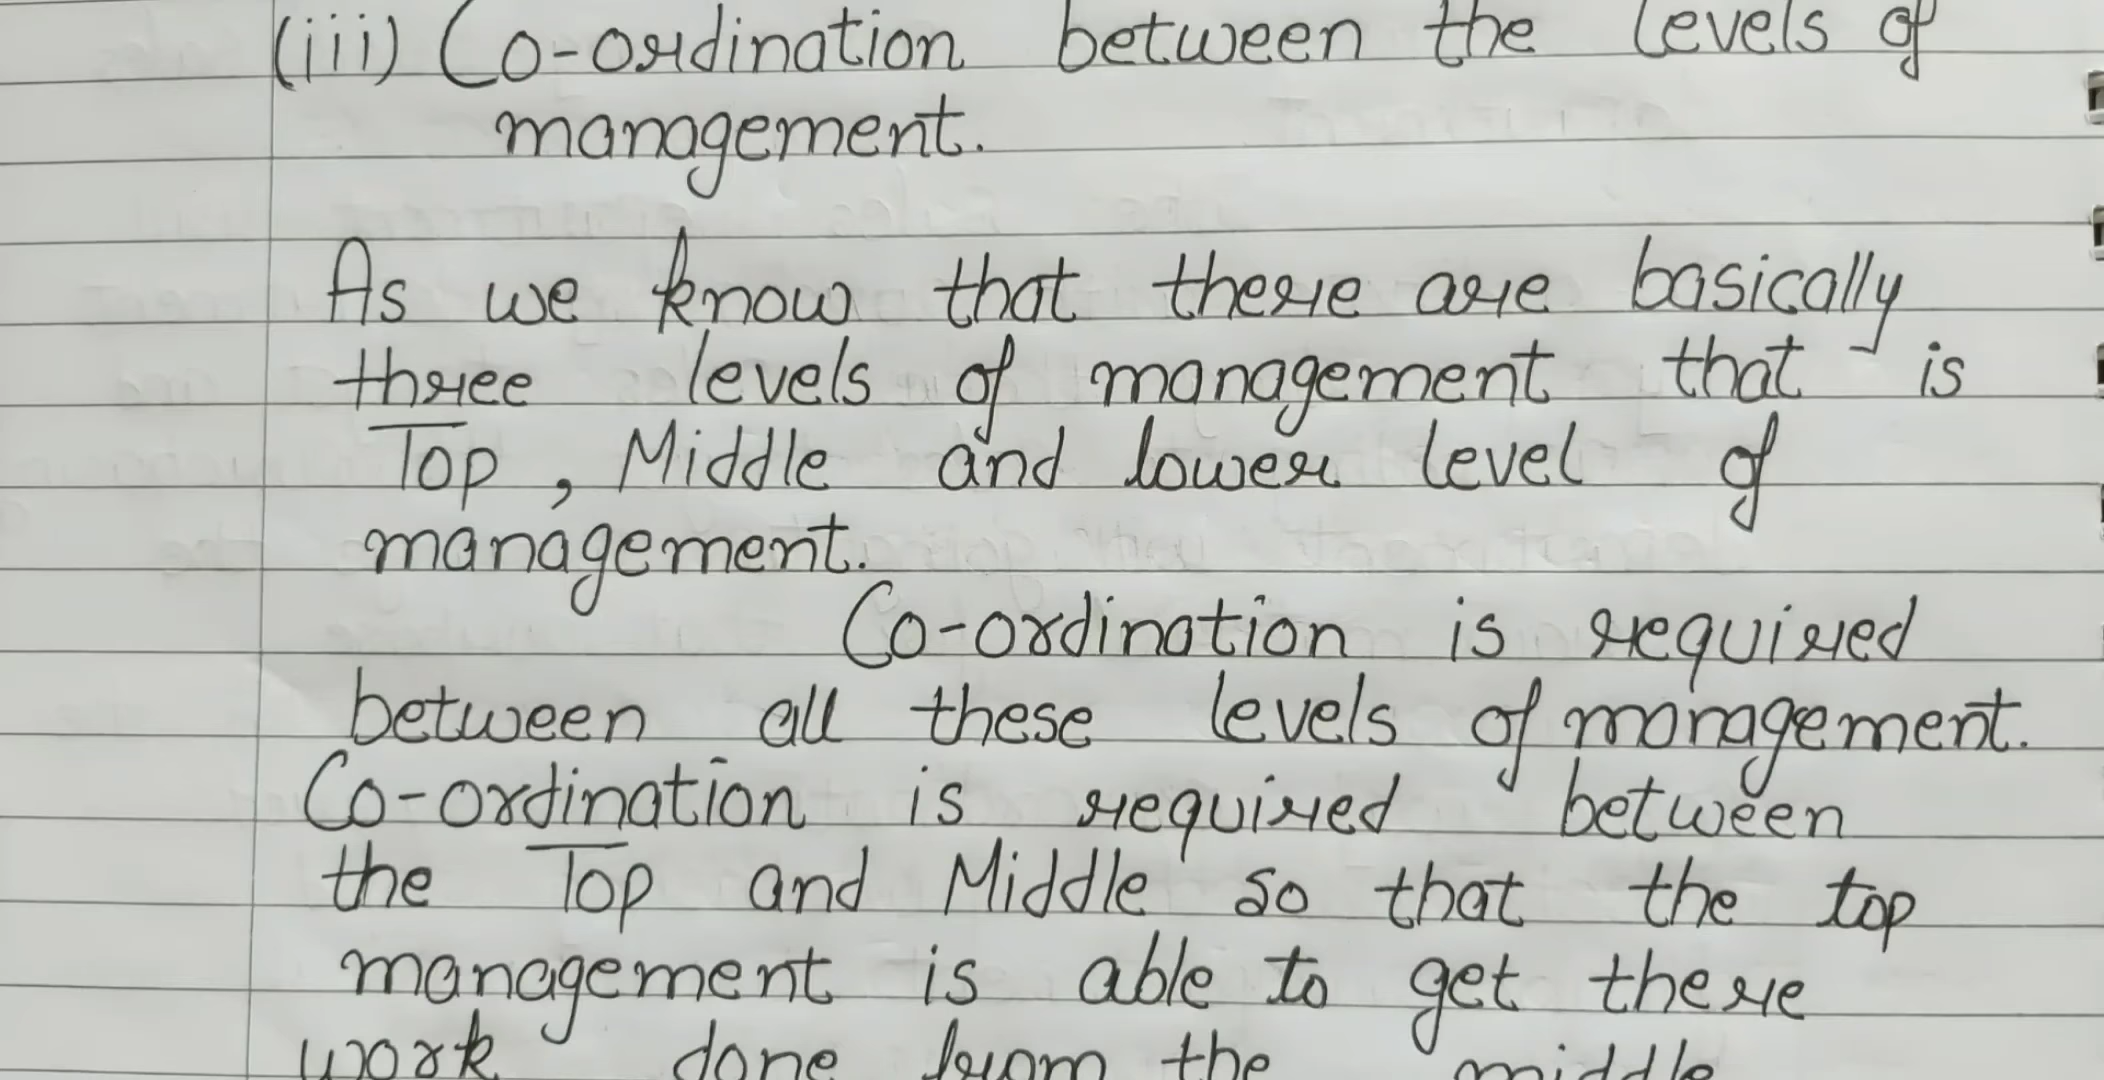 (iii) Co-ordination between the levels of
management.
As we know that there are basically
three levels of management that is
Top, Middle and lower level of
management.
Co-ordination is required
between all these levels of management.
Co-ordination is required between
the Top and Middle so that the top
management is able to get there
work done from the middle